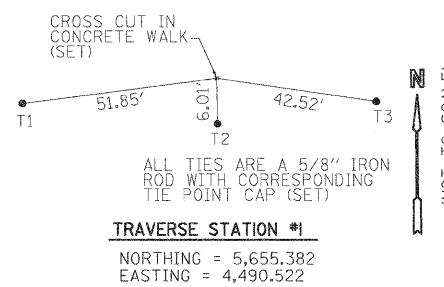 CROSS CUT IN
CONCRETE WALK
(SET)
51.85'
6.01'
42.52'
T1
T2
T3
N
ALL TIES ARE A 5/8" IRON
ROD WITH CORRESPONDING
TIE POINT CAP (SET)
TRAVERSE STATION #1
NORTHING = 5,655.382
EASTING = 4,490.522